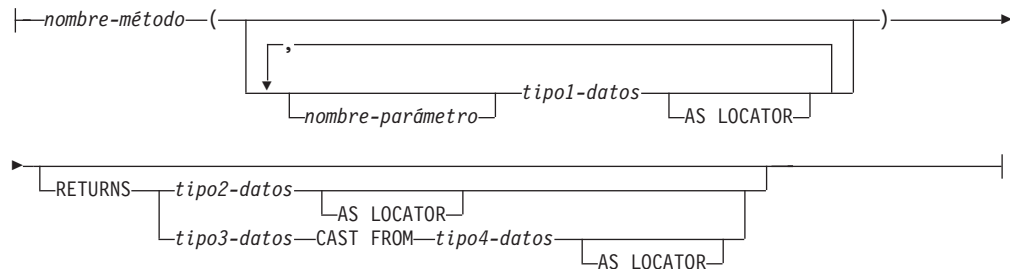 nombre-método ( )
,
nombre-parámetro tipo1-datos AS LOCATOR
RETURNS tipo2-datos AS LOCATOR
tipo3-datos CAST FROM tipo4-datos AS LOCATOR